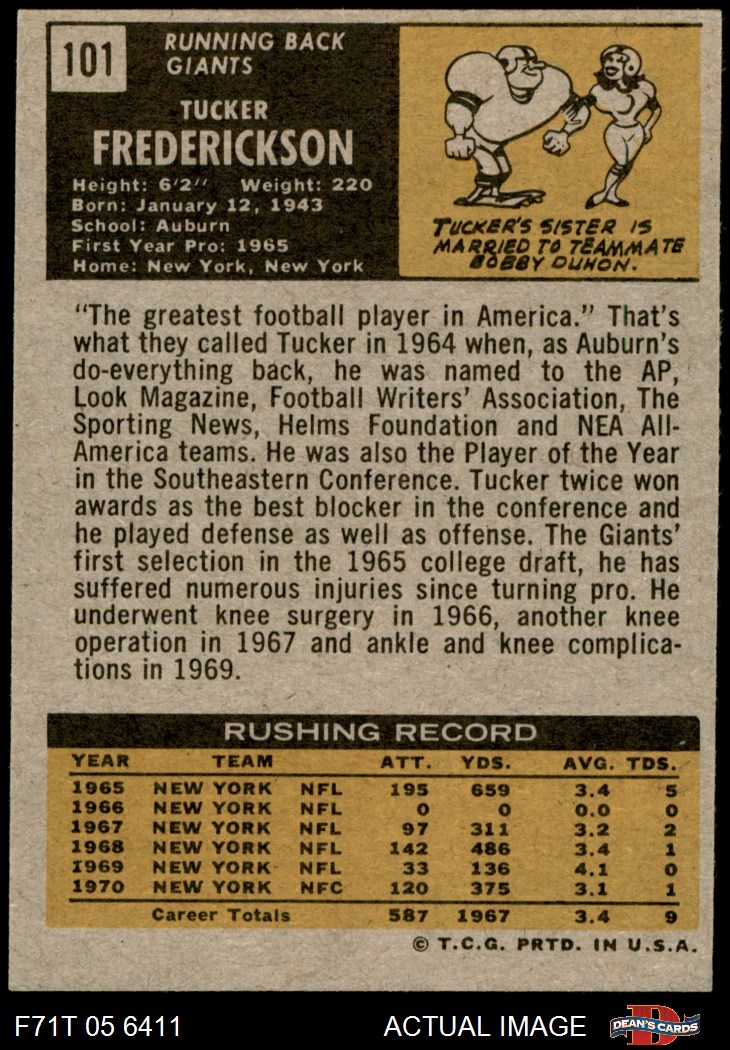 101
RUNNING BACK
GIANTS
TUCKER
FREDERICKSON
Height: 6'2" Weight: 220
Born: January 12, 1943
School: Auburn
First Year Pro: 1965
Home: New York, New York
TUCKER'S SISTER IS
MARRIED TO TEAMMATE
BOBBY DUHON.
"The greatest football player in America." That's
what they called Tucker in 1964 when, as Auburn's
do-everything back, he was named to the AP,
Look Magazine, Football Writers' Association, The
Sporting News, Helms Foundation and NEA All-
America teams. He was also the Player of the Year
in the Southeastern Conference. Tucker twice won
awards as the best blocker in the conference and
he played defense as well as offense. The Giants'
first selection in the 1965 college draft, he has
suffered numerous injuries since turning pro. He
underwent knee surgery in 1966, another knee
operation in 1967 and ankle and knee complica-
tions in 1969.
RUSHING RECORD
YEAR TEAM ATT. YDS. AVG. TDS.
1965 NEW YORK NFL 195 659 3.4 5
1966 NEW YORK NFL 0 0 0.0 0
1967 NEW YORK NFL 97 311 3.2 2
1968 NEW YORK NFL 142 486 3.4 1
1969 NEW YORK NFL 33 136 4.1 0
1970 NEW YORK NFC 120 375 3.1 1
Career Totals 587 1967 3.4 9
© T.C.G. PRTD. IN U.S.A.
F71T 05 6411 ACTUAL IMAGE
D
DEAN'S CARDS